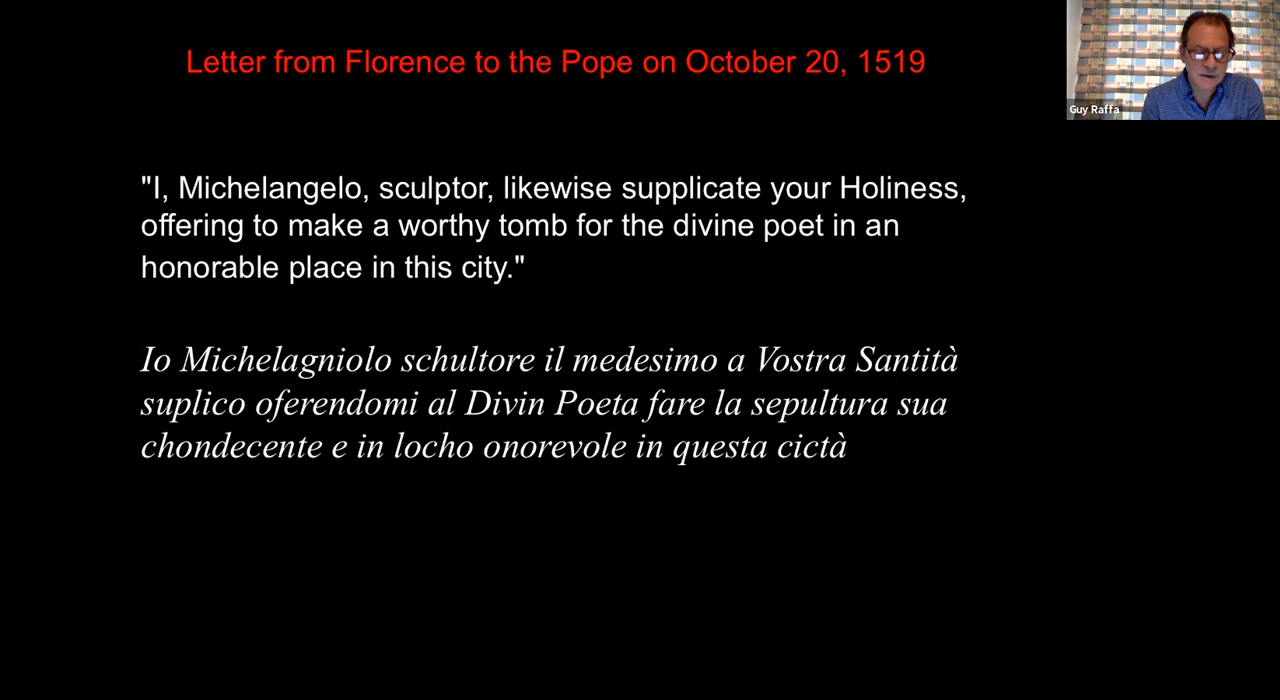 Letter from Florence to the Pope on October 20, 1519
Guy Raffa
"I, Michelangelo, sculptor, likewise supplicate your Holiness,
offering to make a worthy tomb for the divine poet in an
honorable place in this city."
Io Michelagniolo schultore il medesimo a Vostra Santità
suplico oferendomi al Divin Poeta fare la sepultura sua
chondecente e in locho onorevole in questa cictà